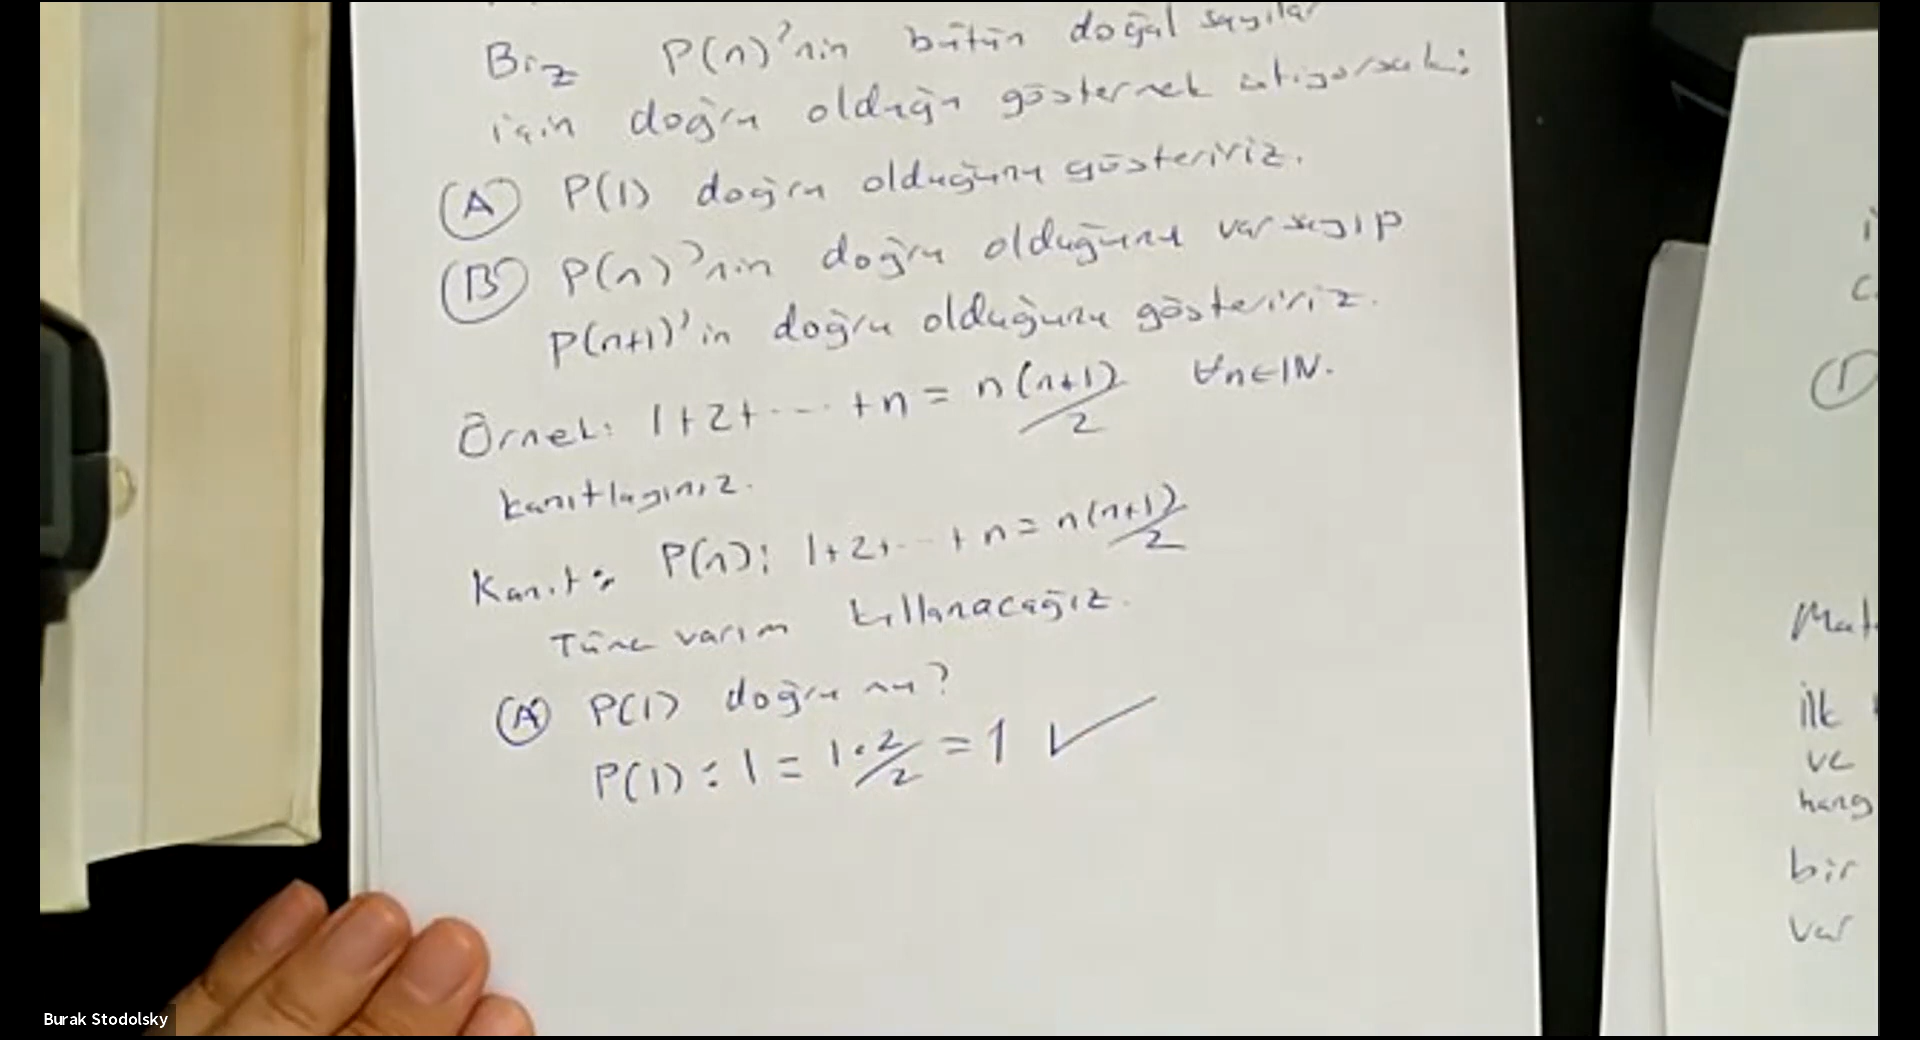 Biz P(n)'nin bütün doğal sayılar
için doğru olduğu göstermek istiyorsak:
(A) P(1) doğru olduğunu gösteririz.
(B) P(n)'nin doğru olduğunu varsayıp
P(n+1)'in doğru olduğunu gösteririz.
Örnek: 1+2+...+n = n(n+1)/2 ∀n∈ℕ.
kanıtlayınız.
Kanıt: P(n): 1+2+...+n = n(n+1)/2
Tüme varım kullanacağız.
(A) P(1) doğru mu?
P(1): 1 = 1·2/2 = 1 ✓
Mat
ilk
ve
hang
bir
var
Burak Stodolsky